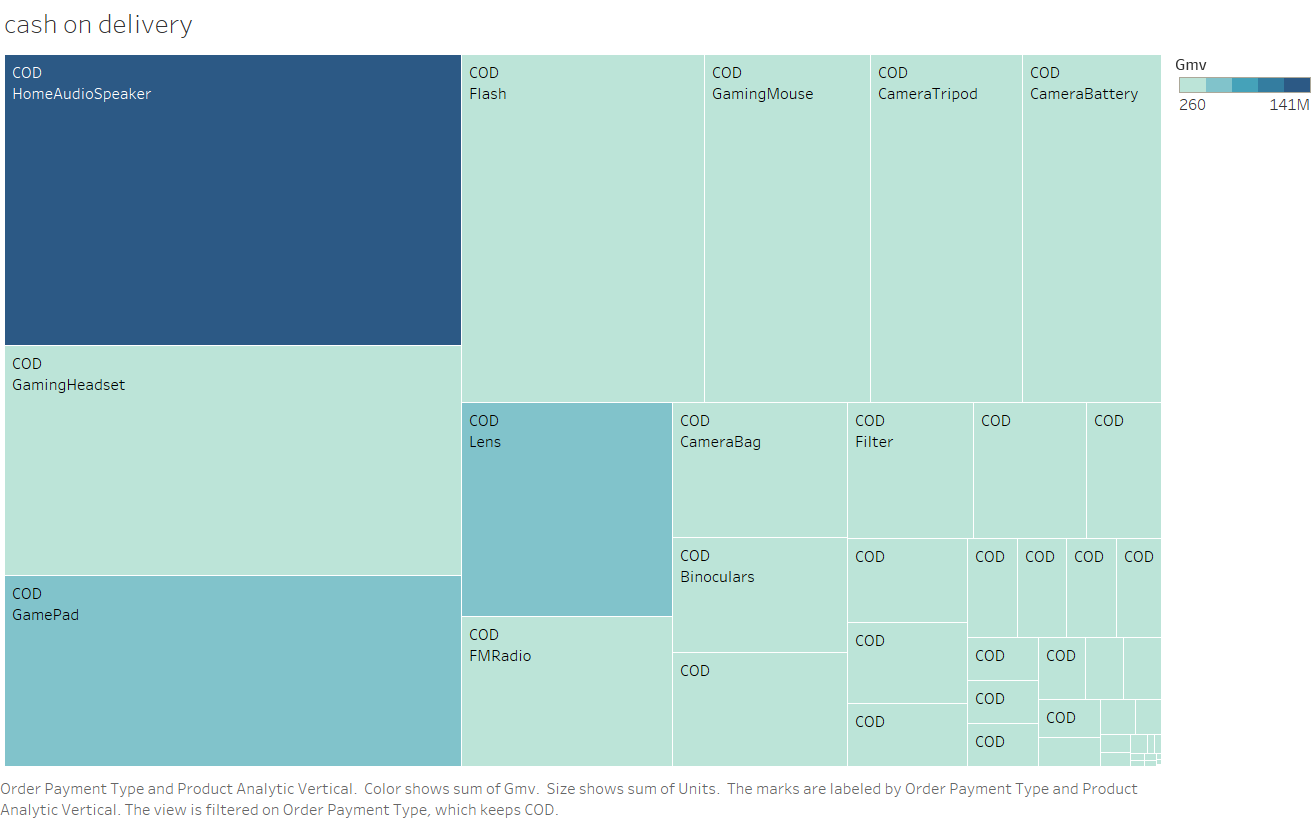 cash on delivery
COD
HomeAudioSpeaker
COD
Flash
COD
GamingMouse
COD
CameraTripod
COD
CameraBattery
Gmv
260
141M
COD
GamingHeadset
COD
Lens
COD
CameraBag
COD
Filter
COD
COD
COD
Binoculars
COD
COD
COD
COD
COD
COD
GamePad
COD
FMRadio
COD
COD
COD
COD
COD
COD
COD
COD
COD
Order Payment Type and Product Analytic Vertical.  Color shows sum of Gmv.  Size shows sum of Units.  The marks are labeled by Order Payment Type and Product
Analytic Vertical. The view is filtered on Order Payment Type, which keeps COD.